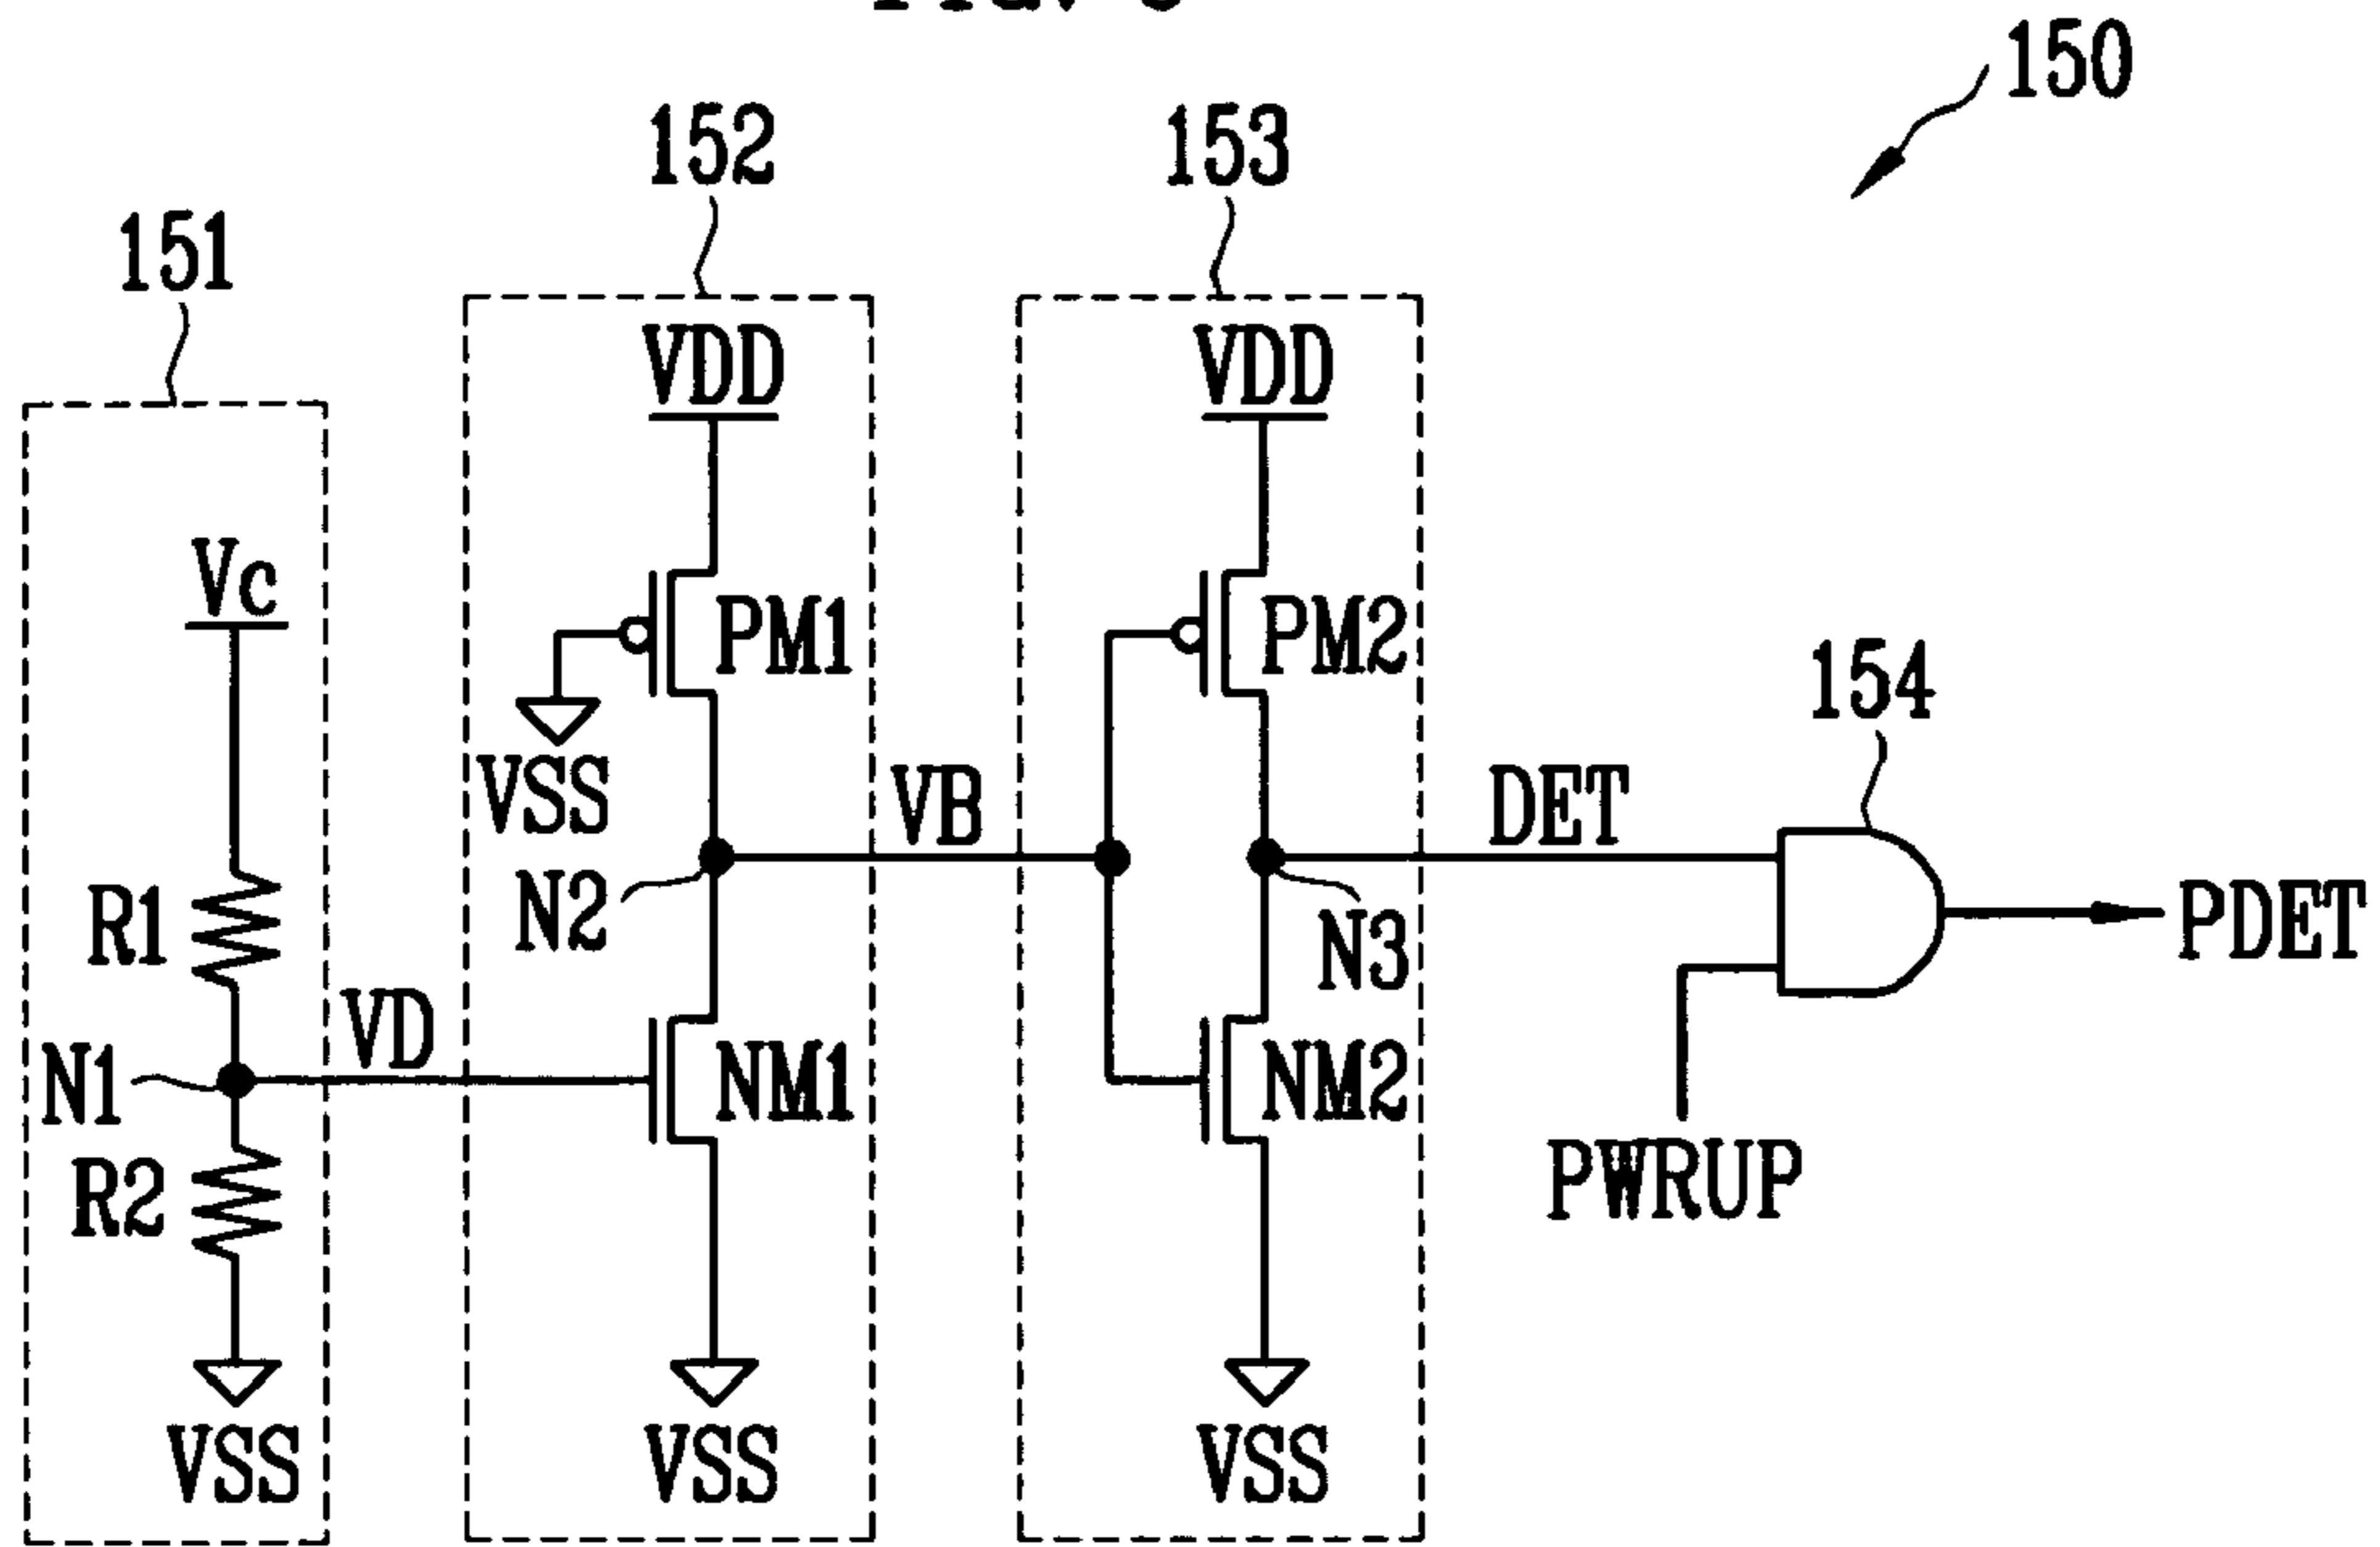 150
152
153
151
VDD
VDD
Vc
PM1
PM2
154
VSS
VB
DET
R1
N2
N3
PDET
VD
N1
NM1
NM2
R2
PWRUP
VSS
VSS
VSS